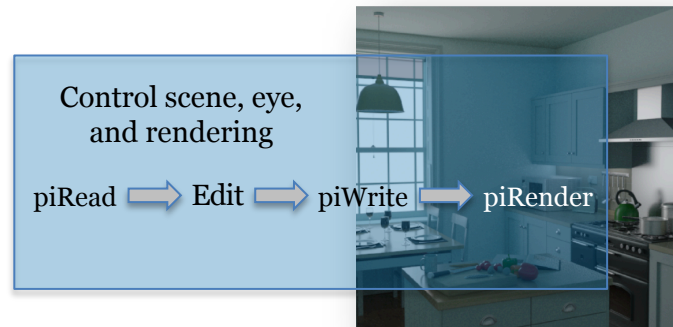 Control scene, eye,
and rendering
piRead Edit piWrite piRender